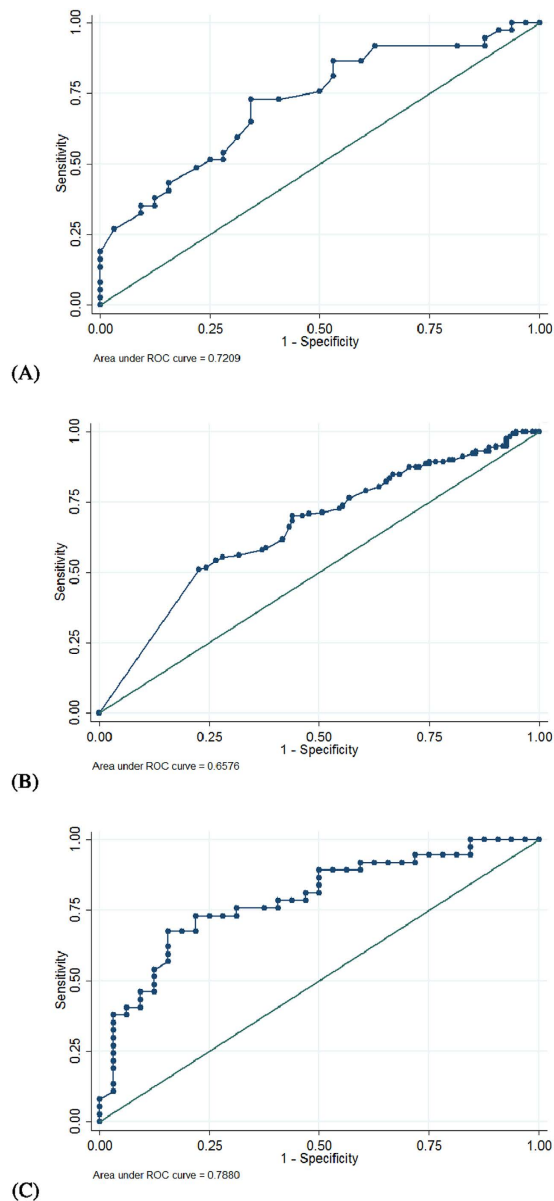 1.00
0.75
Sensitivity
0.50
0.25
0.00
0.00 0.25 0.50 0.75 1.00
1 - Specificity
Area under ROC curve = 0.7209
(A)
1.00
0.75
Sensitivity
0.50
0.25
0.00
0.00 0.25 0.50 0.75 1.00
1 - Specificity
Area under ROC curve = 0.6576
(B)
1.00
0.75
Sensitivity
0.50
0.25
0.00
0.00 0.25 0.50 0.75 1.00
1 - Specificity
Area under ROC curve = 0.7880
(C)